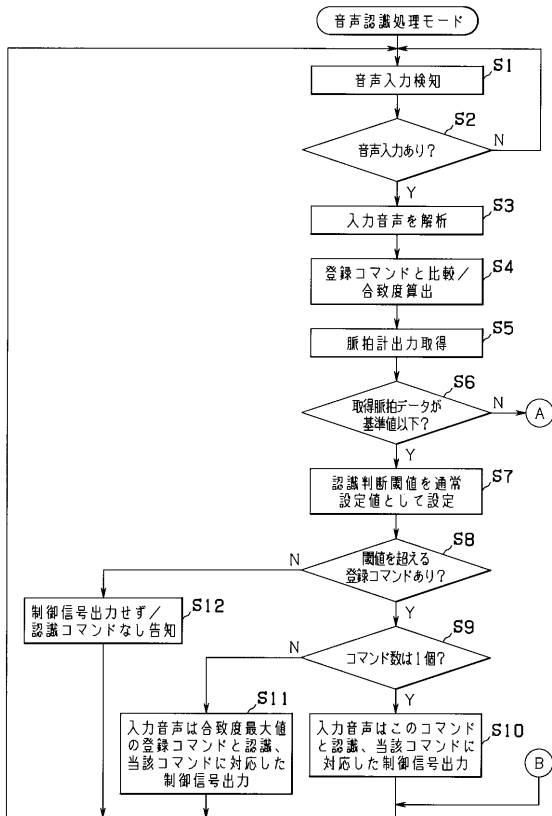 音声認識処理モード
S1
音声入力検知
S2
音声入力あり?
N
Y
S3
入力音声を解析
S4
登録コマンドと比較/
合致度算出
S5
脈拍計出力取得
S6
取得脈拍データが
基準値以下?
N
A
Y
S7
認識判断閾値を通常
設定値として設定
S8
閾値を超える
登録コマンドあり?
N
Y
S12
制御信号出力せず/
認識コマンドなし告知
S9
コマンド数は1個?
N
Y
S11
入力音声は合致度最大値
の登録コマンドと認識、
当該コマンドに対応した
制御信号出力
S10
入力音声はこのコマンド
と認識、当該コマンドに
対応した制御信号出力
B